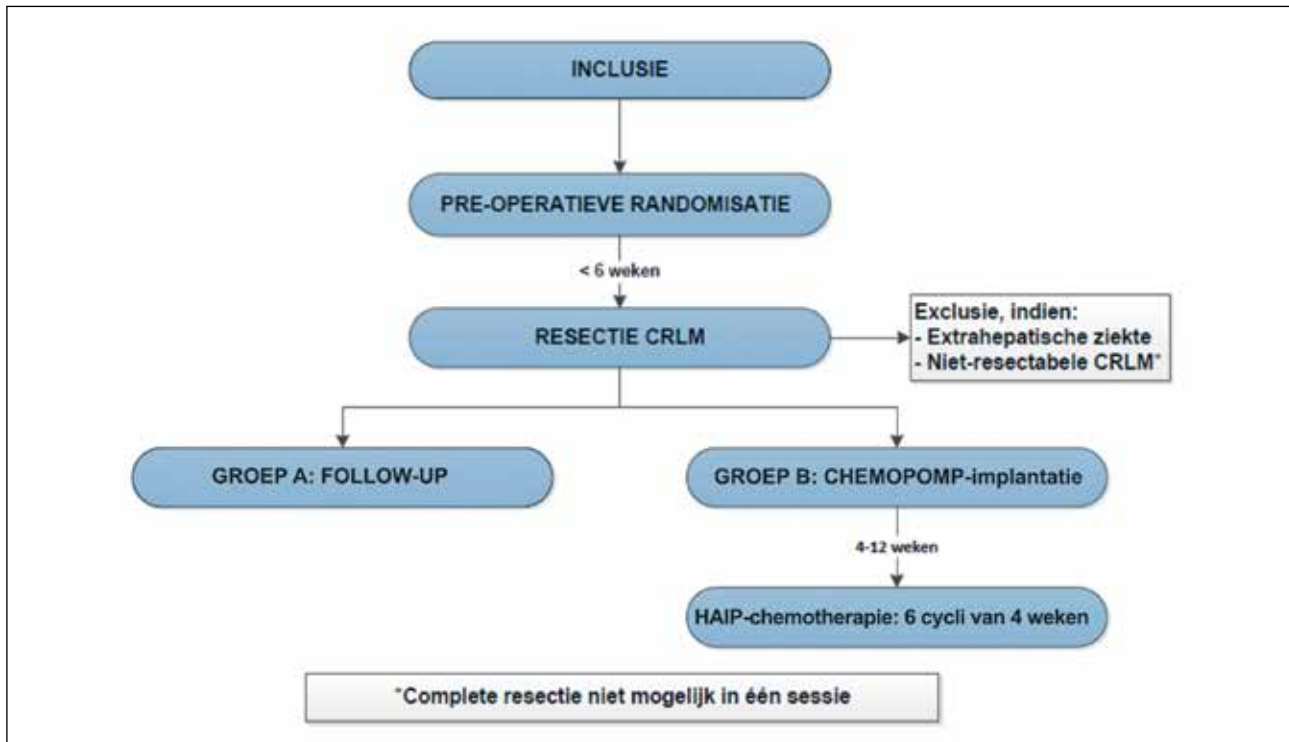 INCLUSIE
PRE-OPERATIEVE RANDOMISATIE
< 6 weken
RESECTIE CRLM
Exclusie, indien:
- Extrahepatische ziekte
- Niet-resectabele CRLM*
GROEP A: FOLLOW-UP
GROEP B: CHEMOPOMP-implantatie
4-12 weken
HAIP-chemotherapie: 6 cycli van 4 weken
*Complete resectie niet mogelijk in één sessie